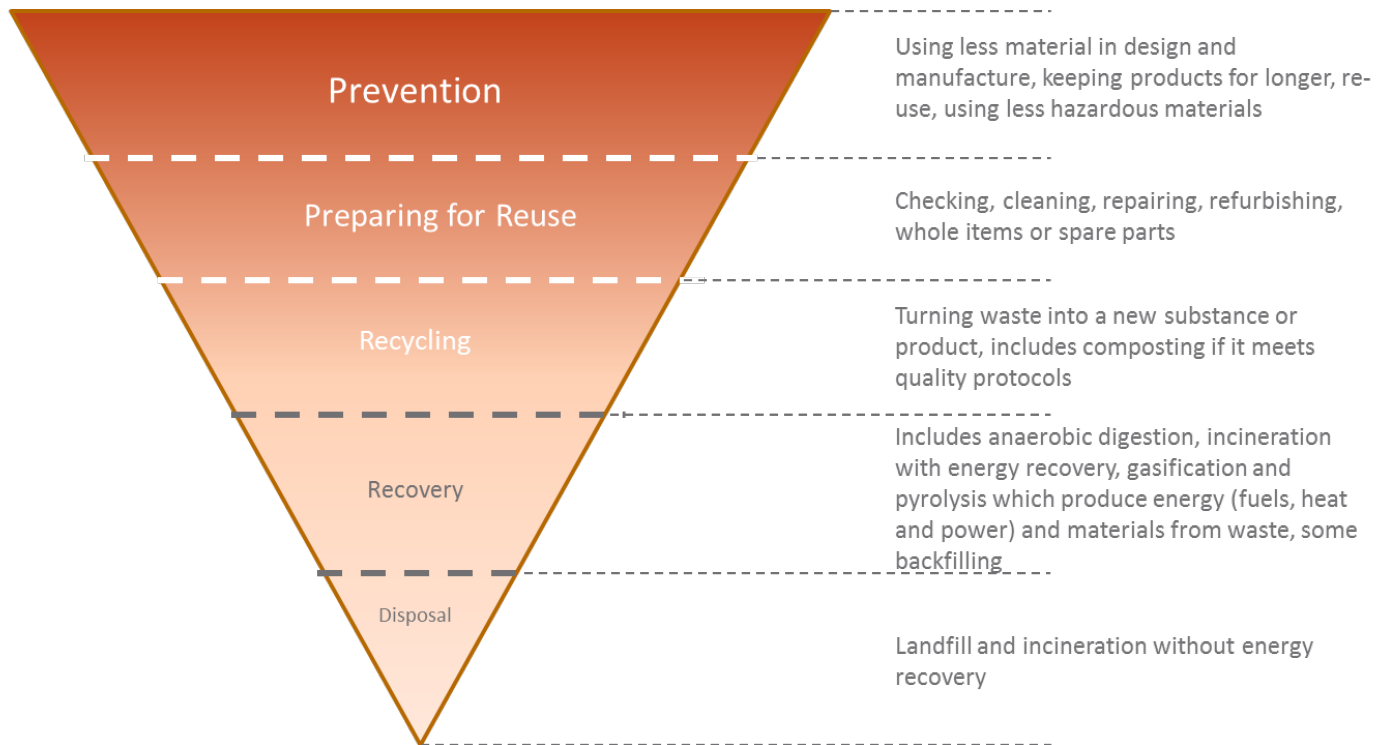 Prevention
Using less material in design and
manufacture, keeping products for longer, re-
use, using less hazardous materials
Preparing for Reuse
Checking, cleaning, repairing, refurbishing,
whole items or spare parts
Recycling
Turning waste into a new substance or
product, includes composting if it meets
quality protocols
Recovery
Includes anaerobic digestion, incineration
with energy recovery, gasification and
pyrolysis which produce energy (fuels, heat
and power) and materials from waste, some
backfilling
Disposal
Landfill and incineration without energy
recovery